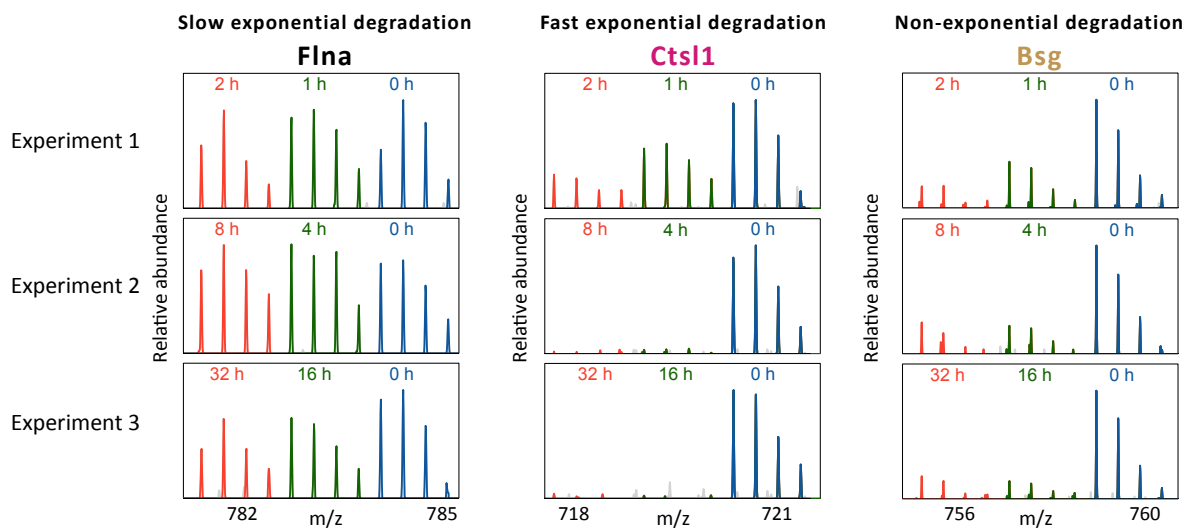 Slow exponential degradation Fast exponential degradation Non-exponential degradation
Flna Ctsl1 Bsg
2 h 1 h 0 h 2 h 1 h 0 h 2 h 1 h 0 h
Experiment 1
8 h 4 h 0 h 8 h 4 h 0 h 8 h 4 h 0 h
Experiment 2
Relative abundance Relative abundance Relative abundance
32 h 16 h 0 h 32 h 16 h 0 h 32 h 16 h 0 h
Experiment 3
782 m/z 785 718 m/z 721 756 m/z 760